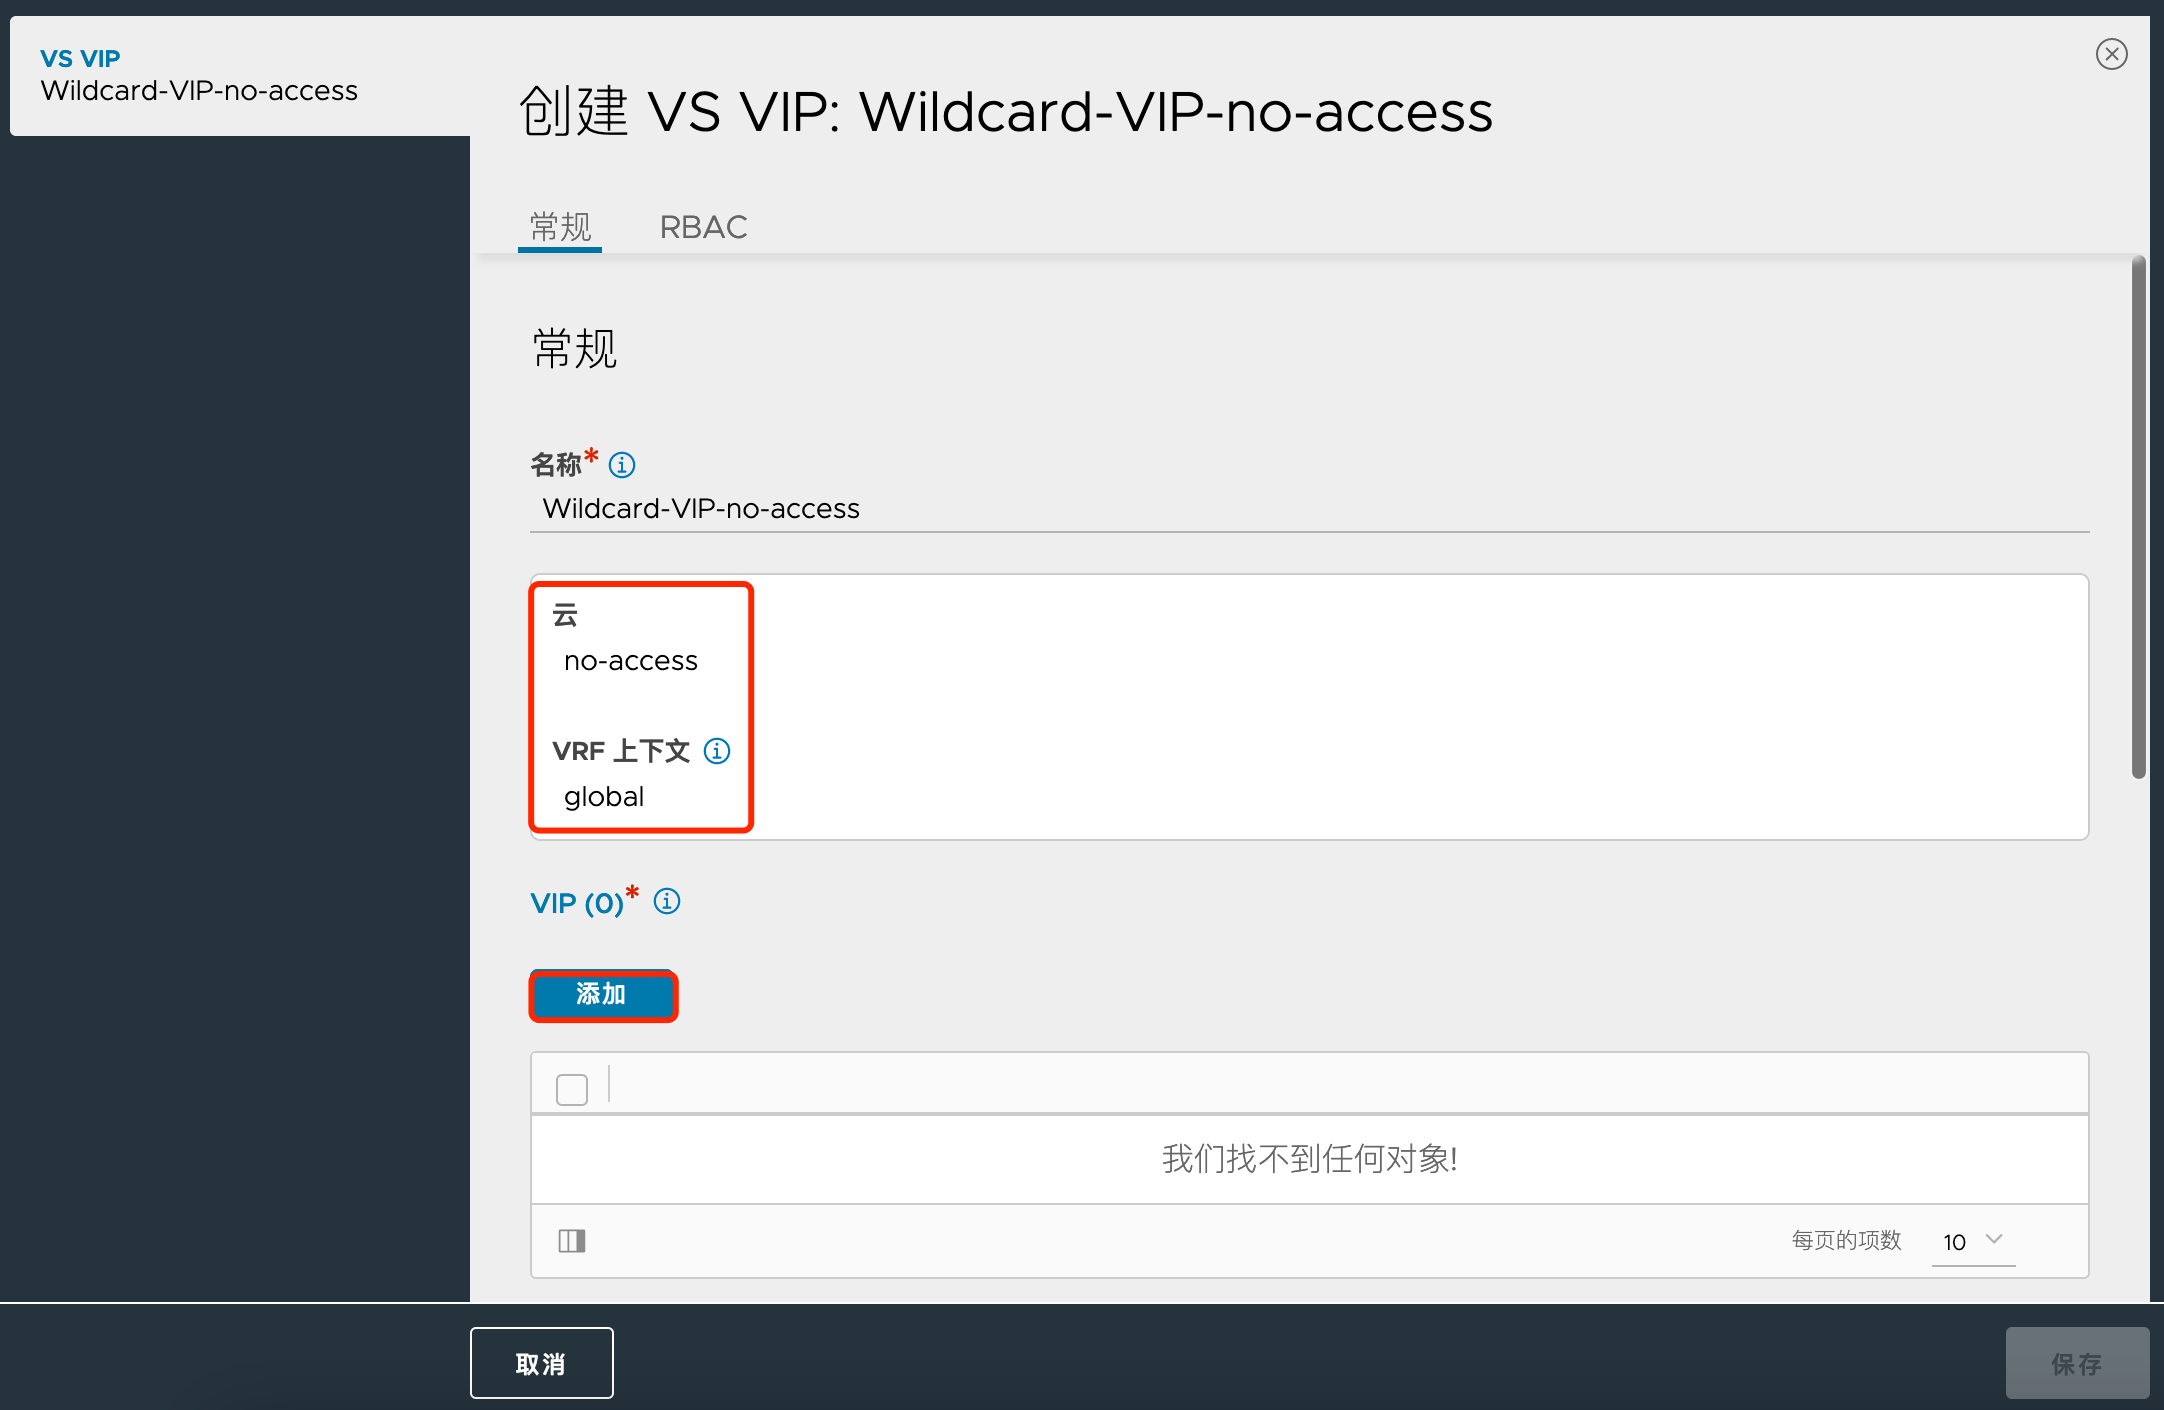 VS VIP
Wildcard-VIP-no-access
创建 VS VIP: Wildcard-VIP-no-access
常规 RBAC
常规
名称*
Wildcard-VIP-no-access
云
no-access
VRF 上下文
global
VIP (0)*
添加
我们找不到任何对象!
每页的项数 10
取消 保存